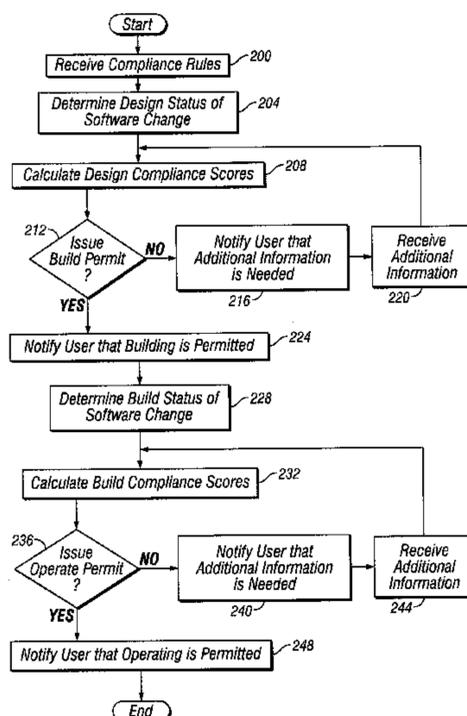 Start
Receive Compliance Rules
200
Determine Design Status of
Software Change
204
Calculate Design Compliance Scores
208
212
Issue
Build Permit
?
NO
YES
Notify User that
Additional Information
is Needed
216
Receive
Additional
Information
220
Notify User that Building is Permitted
224
Determine Build Status of
Software Change
228
Calculate Build Compliance Scores
232
236
Issue
Operate Permit
?
NO
YES
Notify User that
Additional Information
is Needed
240
Receive
Additional
Information
244
Notify User that Operating is Permitted
248
End